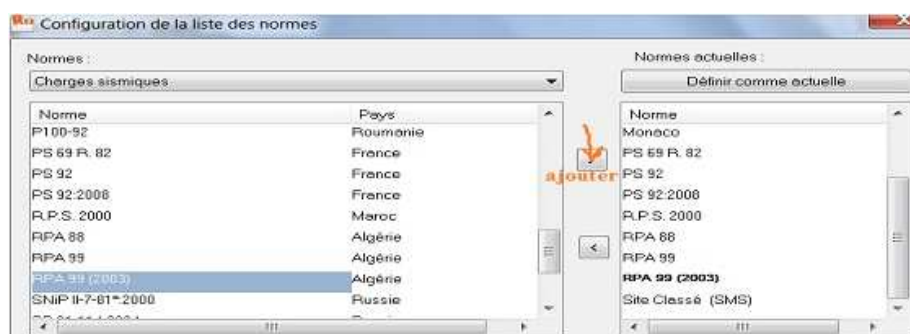 Configuration de la liste des normes
X
Normes :
Charges sismiques
Normes actuelles :
Définir comme actuelle
Norme Pays
P100-92 Roumanie
PS 69 R. 82 France
PS 92 France
PS 92:2008 France
R.P.S. 2000 Maroc
RPA 88 Algérie
RPA 99 Algérie
RPA 99 (2003) Algérie
SNiP II-7-81*:2000 Russie
ajouter
<
Norme
Monaco
PS 69 R. 82
PS 92
PS 92:2008
R.P.S. 2000
RPA 88
RPA 99
RPA 99 (2003)
Site Classé (SMS)